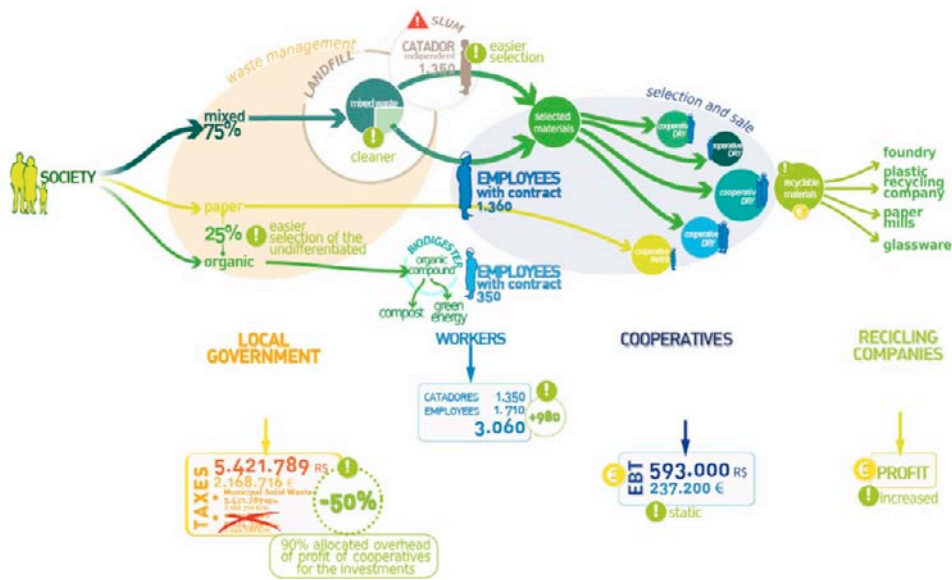 SLUM
CATADOR
independent
1.350
easier
selection
waste management
LANDFILL
mixed waste
cleaner
mixed
75%
SOCIETY
paper
25%
organic
easier
selection of the
undifferentiated
selected
materials
selection and sale
cooperative
DRY
cooperative
DRY
cooperative
DRY
cooperative
recyclable
materials
€
foundry
plastic
recycling
company
paper
mills
glassware
EMPLOYEES
with contract
1.360
BIODIGESTER
organic
compound
compost
green
energy
EMPLOYEES
with contract
350
LOCAL
GOVERNMENT
WORKERS
COOPERATIVES
RECICLING
COMPANIES
CATADORES 1.350
EMPLOYEES 1.710
3.060
+980
TAXES
5.421.789 R$
2.168.716 €
• Municipal Solid Waste
-50%
90% allocated overhead
of profit of cooperatives
for the investments
€
EBT
593.000 R$
237.200 €
static
€
PROFIT
increased